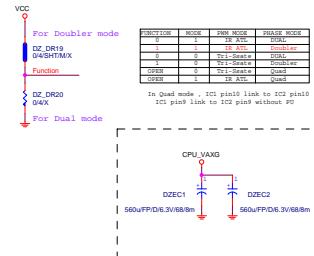 VCC
For Doubler mode
DZ_DR19
0/4/SHT/M/X
Function
DZ_DR20
0/4/X
For Dual mode
FUNCTION MODE PWM MODE PHASE MODE
0 1 IR ATL DUAL
1 1 IR ATL Doubler
0 0 Tri-Ssate DUAL
1 0 Tri-Ssate Doubler
OPEN 0 Tri-Ssate Quad
OPEN 1 IR ATL Quad
In Quad mode , IC1 pin10 link to IC2 pin10
IC1 pin9 link to IC2 pin9 without PU
CPU_VAXG
1 1
DZEC1 DZEC2
560u/FP/D/6.3V/68/8m 560u/FP/D/6.3V/68/8m